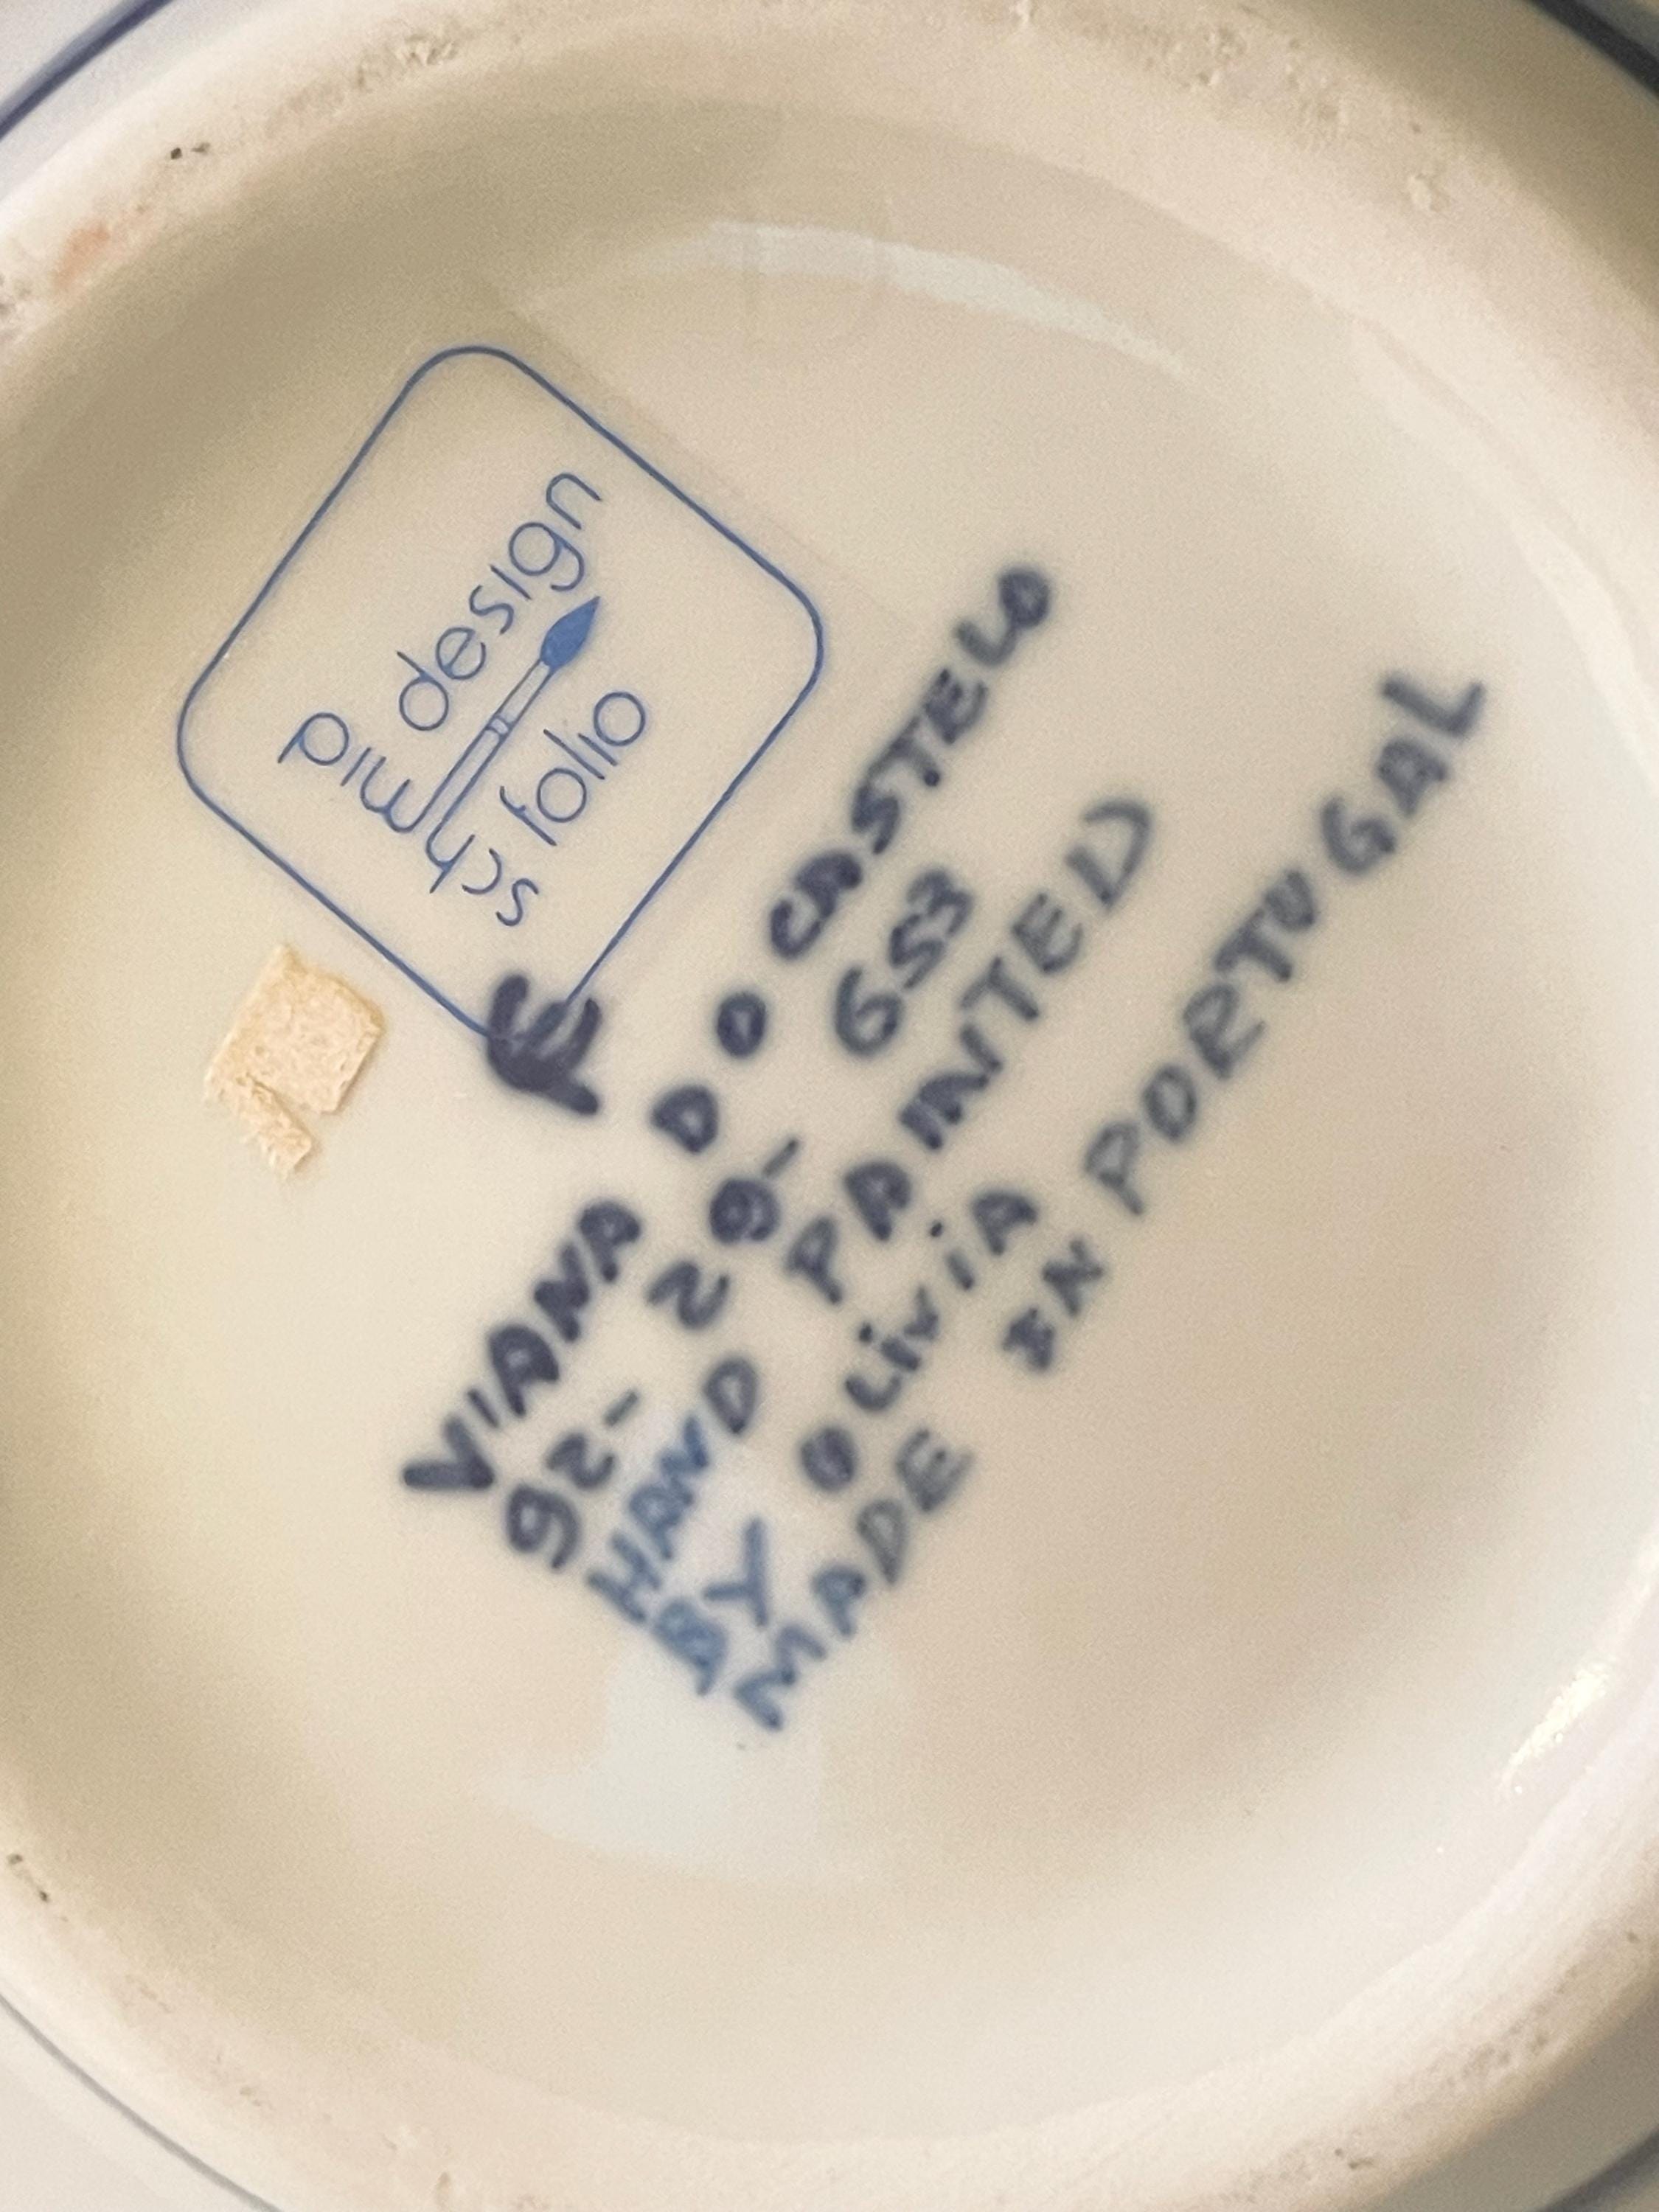 schmid
design
folio
VIANA DO CASTELO
92-29-653
HAND PAINTED
BY OLiviA
MADE IN PORTUGAL